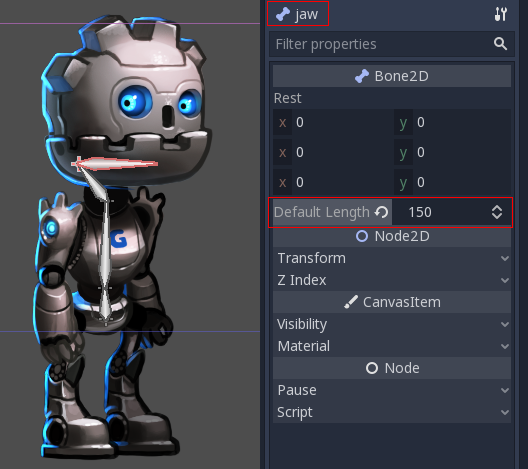 jaw
Filter properties
Bone2D
Rest
x 0 y 0
x 0 y 0
x 0 y 0
Default Length 150
Node2D
Transform
Z Index
CanvasItem
Visibility
Material
Node
Pause
Script
G